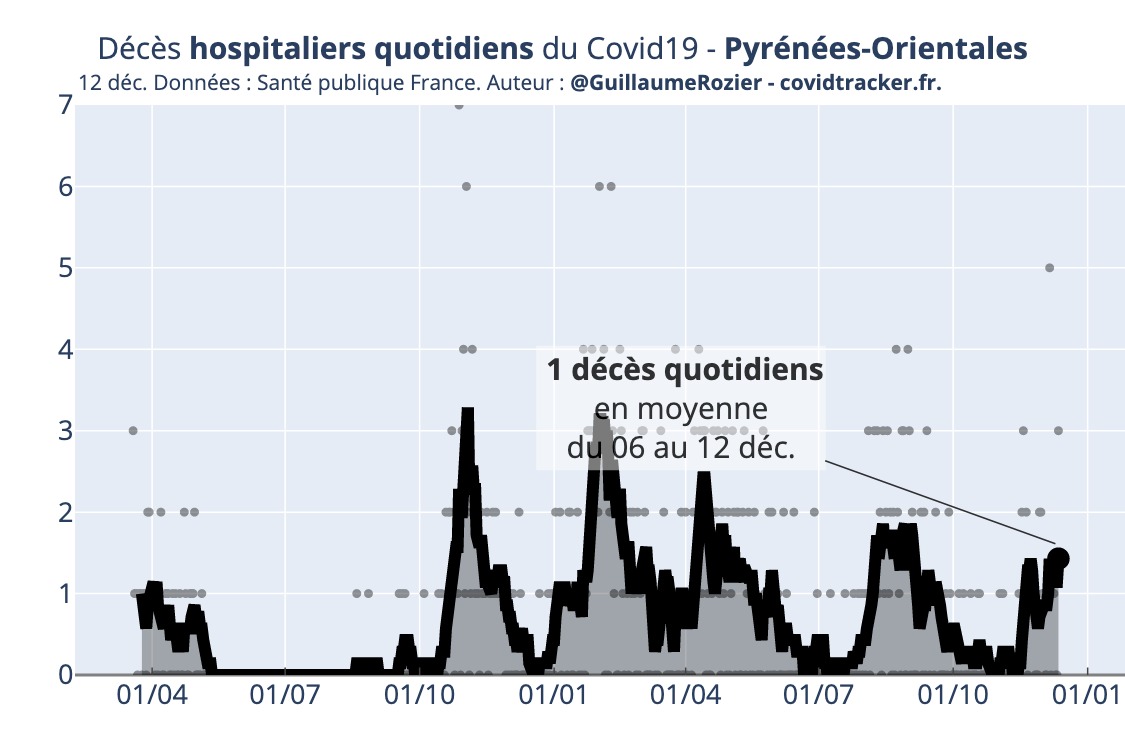 Décès hospitaliers quotidiens du Covid19 - Pyrénées-Orientales
12 déc. Données : Santé publique France. Auteur : @GuillaumeRozier - covidtracker.fr.
7
6
5
4
3
2
1
0
1 décès quotidiens
en moyenne
du 06 au 12 déc.
01/04 01/07 01/10 01/01 01/04 01/07 01/10 01/01